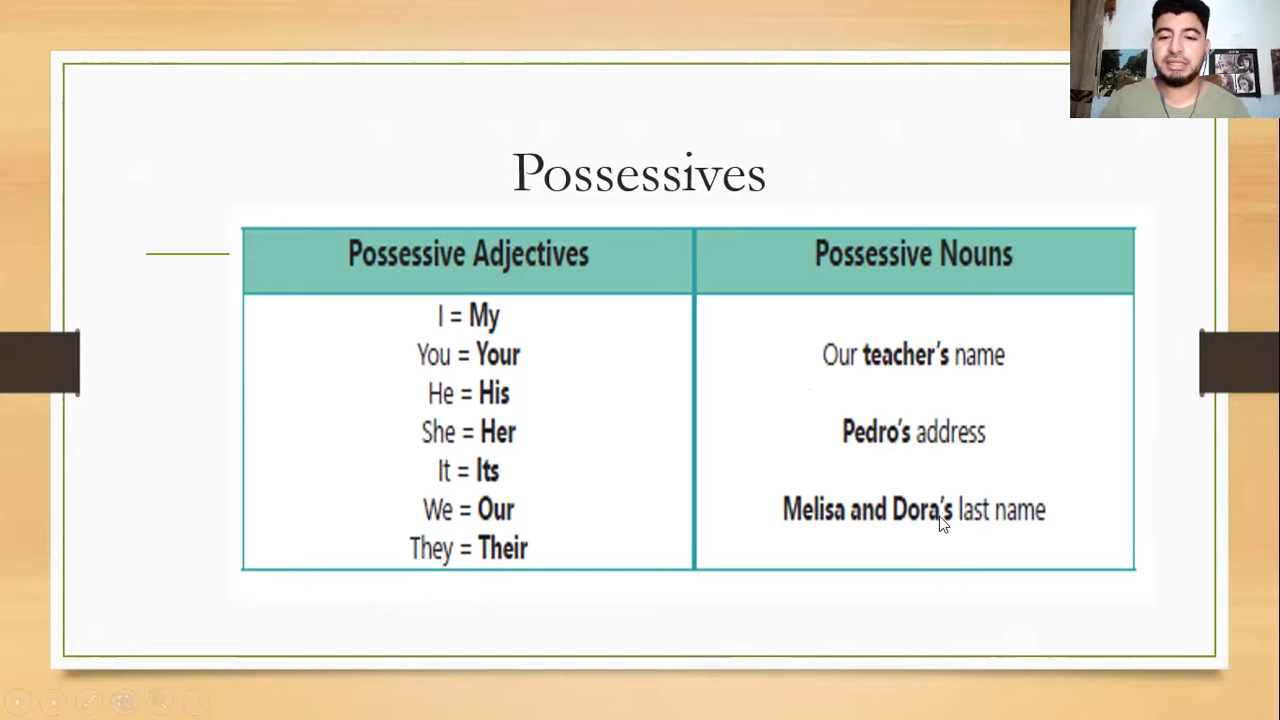 Possessives
Possessive Adjectives
I = My
You = Your
He = His
She = Her
It = Its
We = Our
They = Their
Possessive Nouns
Our teacher's name
Pedro's address
Melisa and Dora's last name